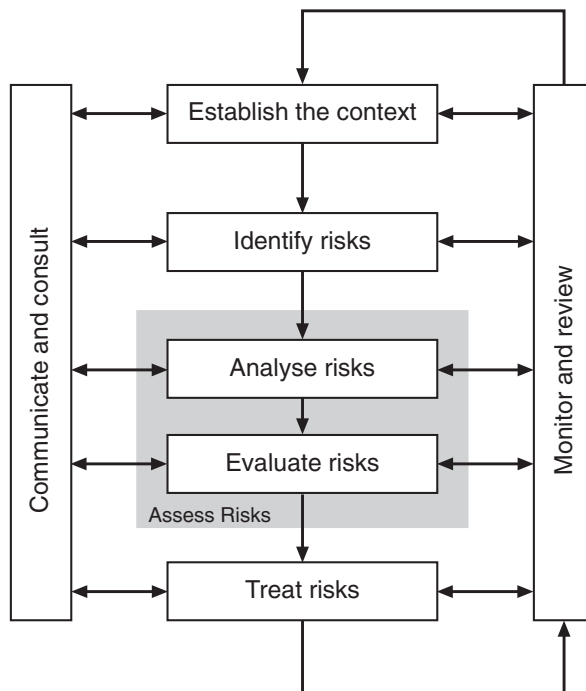 Communicate and consult
Establish the context
Identify risks
Analyse risks
Evaluate risks
Assess Risks
Treat risks
Monitor and review